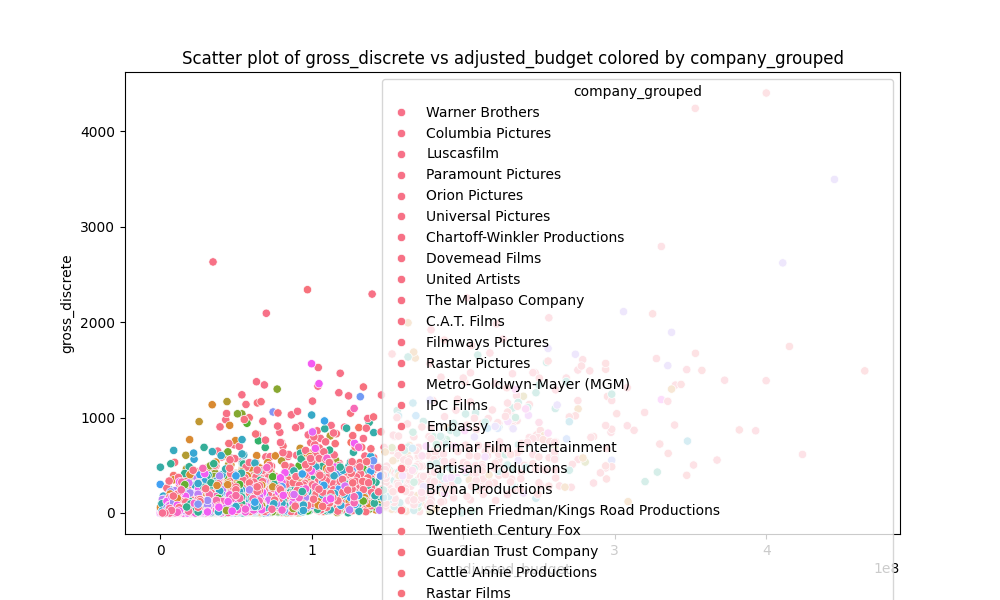 Scatter plot of gross_discrete vs adjusted_budget colored by company_grouped
company_grouped
Warner Brothers
Columbia Pictures
Luscasfilm
Paramount Pictures
Orion Pictures
Universal Pictures
Chartoff-Winkler Productions
Dovemead Films
United Artists
The Malpaso Company
C.A.T. Films
Filmways Pictures
Rastar Pictures
Metro-Goldwyn-Mayer (MGM)
IPC Films
Embassy
Lorimar Film Entertainment
Partisan Productions
Bryna Productions
Stephen Friedman/Kings Road Productions
Twentieth Century Fox
Guardian Trust Company
Cattle Annie Productions
Rastar Films
gross_discrete
4000
3000
2000
1000
0
0
1
3
4
adjusted_budget
1e8